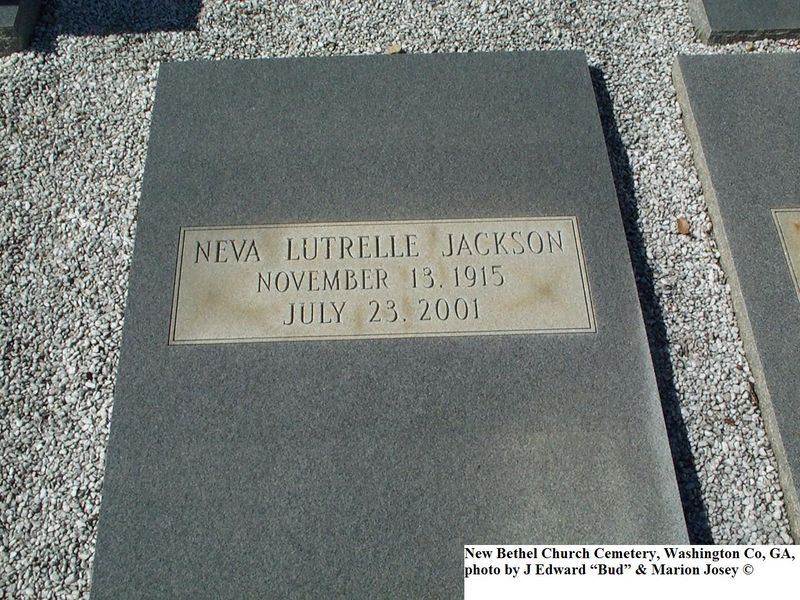 NEVA LUTRELLE JACKSON
NOVEMBER 13, 1915
JULY 23, 2001
New Bethel Church Cemetery, Washington Co, GA,
photo by J Edward “Bud” & Marion Josey ©